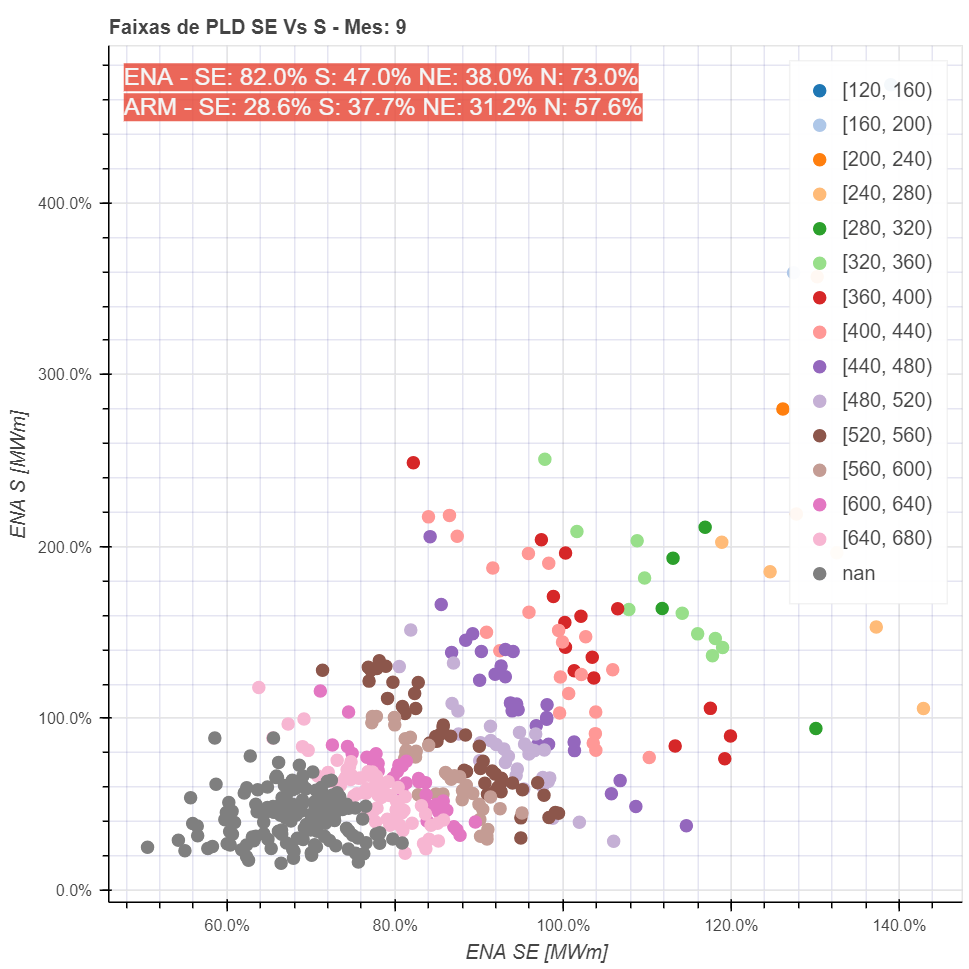 Faixas de PLD SE Vs S - Mes: 9
ENA - SE: 82.0% S: 47.0% NE: 38.0% N: 73.0%
ARM - SE: 28.6% S: 37.7% NE: 31.2% N: 57.6%
[120, 160)
[160, 200)
[200, 240)
[240, 280)
[280, 320)
[320, 360)
[360, 400)
[400, 440)
[440, 480)
[480, 520)
[520, 560)
[560, 600)
[600, 640)
[640, 680)
nan
ENA S [MWm]
400.0%
300.0%
200.0%
100.0%
0.0%
60.0% 80.0% 100.0% 120.0% 140.0%
ENA SE [MWm]